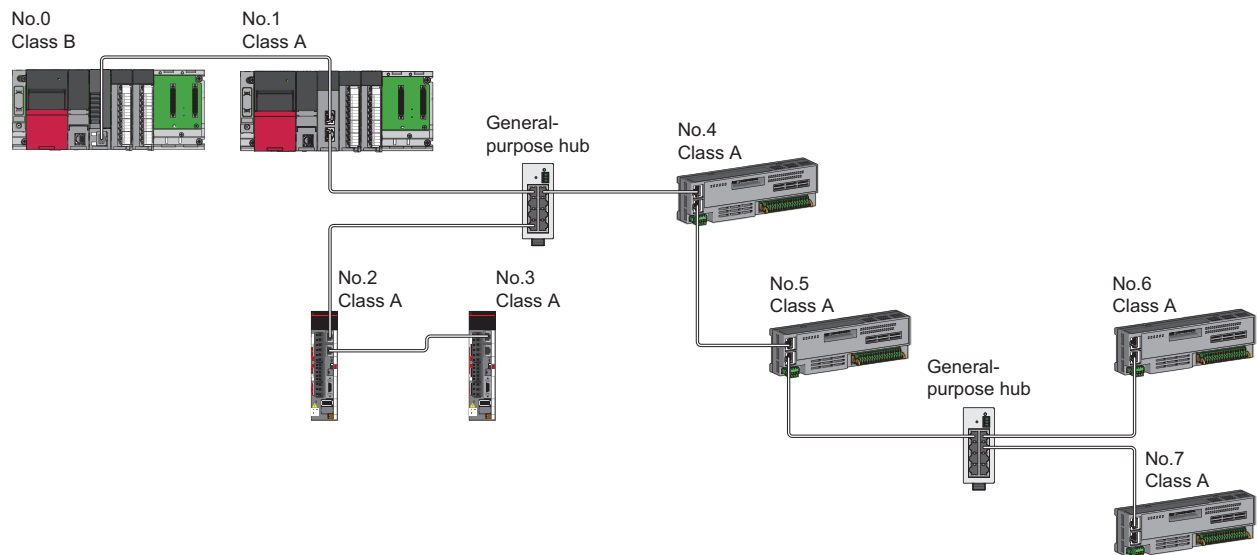 No.0
Class B
No.1
Class A
General-
purpose hub
No.4
Class A
No.2
Class A
No.3
Class A
No.5
Class A
No.6
Class A
General-
purpose hub
No.7
Class A